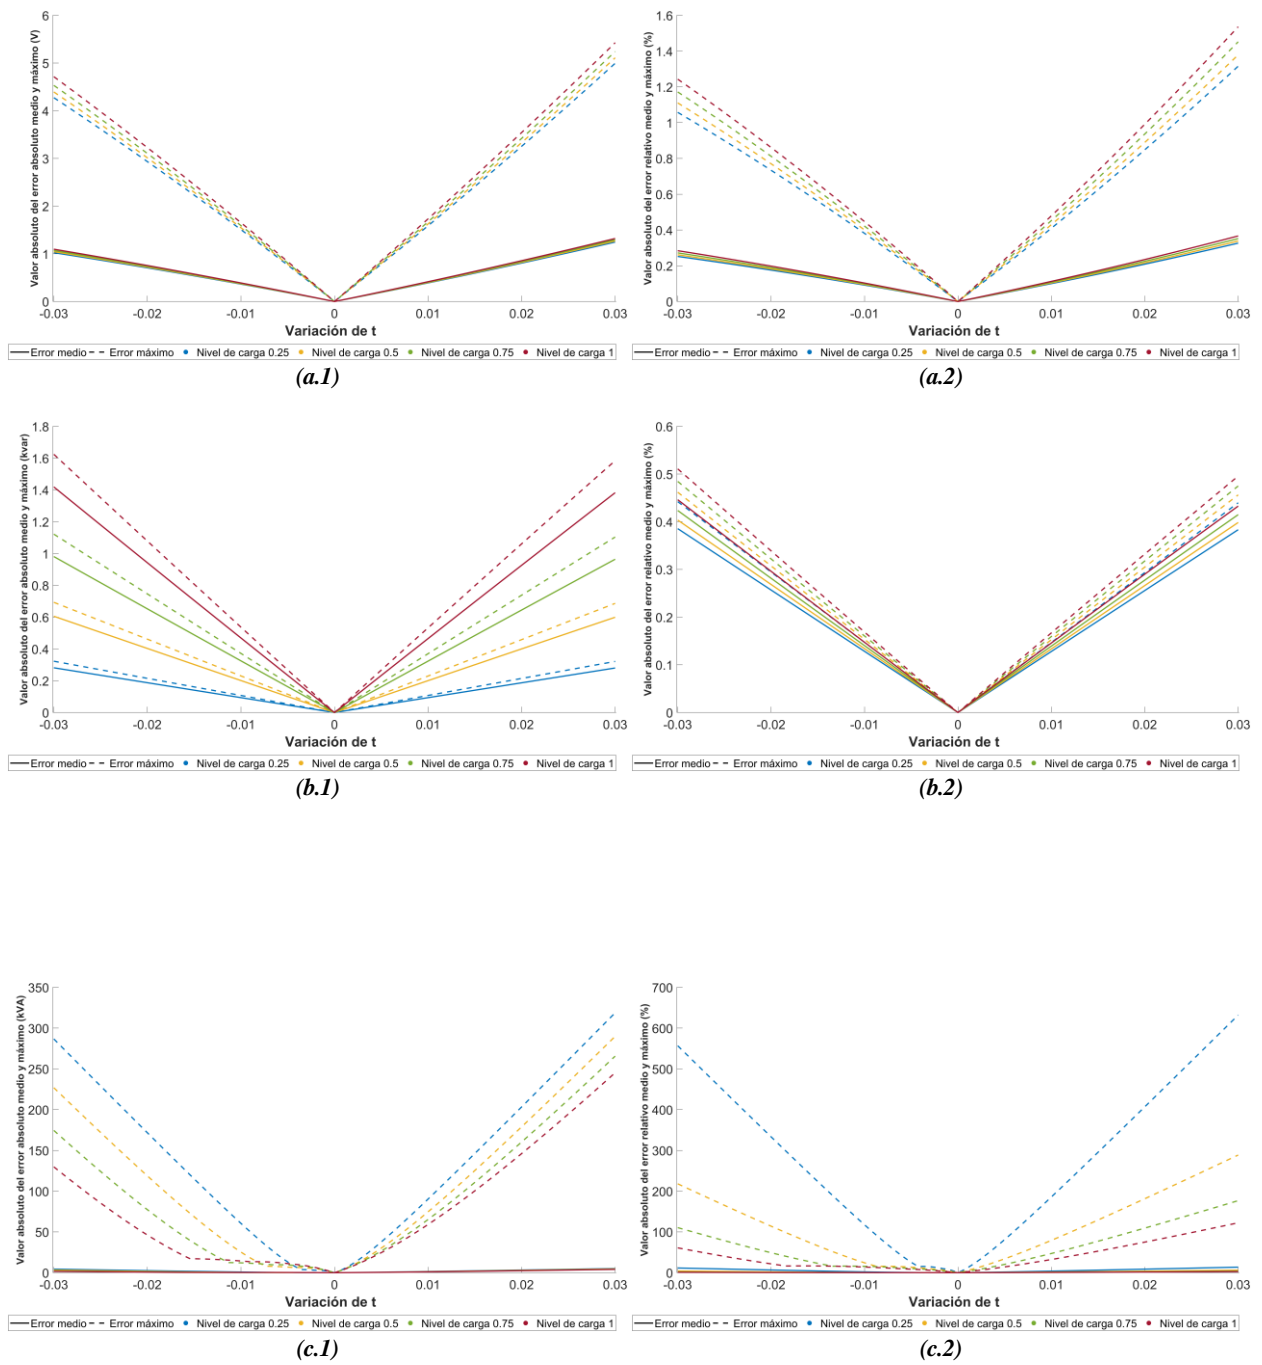 Valor absoluto del error absoluto medio y máximo (V)
6
5
4
3
2
1
0
-0.03 -0.02 -0.01 0 0.01 0.02 0.03
Variación de t
Error medio Error máximo Nivel de carga 0.25 Nivel de carga 0.5 Nivel de carga 0.75 Nivel de carga 1
(a.1)
Valor absoluto del error relativo medio y máximo (%)
1.6
1.4
1.2
1
0.8
0.6
0.4
0.2
0
-0.03 -0.02 -0.01 0 0.01 0.02 0.03
Variación de t
Error medio Error máximo Nivel de carga 0.25 Nivel de carga 0.5 Nivel de carga 0.75 Nivel de carga 1
(a.2)
Valor absoluto del error absoluto medio y máximo (kvar)
1.8
1.6
1.4
1.2
1
0.8
0.6
0.4
0.2
0
-0.03 -0.02 -0.01 0 0.01 0.02 0.03
Variación de t
Error medio Error máximo Nivel de carga 0.25 Nivel de carga 0.5 Nivel de carga 0.75 Nivel de carga 1
(b.1)
Valor absoluto del error relativo medio y máximo (%)
0.6
0.5
0.4
0.3
0.2
0.1
0
-0.03 -0.02 -0.01 0 0.01 0.02 0.03
Variación de t
Error medio Error máximo Nivel de carga 0.25 Nivel de carga 0.5 Nivel de carga 0.75 Nivel de carga 1
(b.2)
Valor absoluto del error absoluto medio y máximo (kVA)
350
300
250
200
150
100
50
0
-0.03 -0.02 -0.01 0 0.01 0.02 0.03
Variación de t
Error medio Error máximo Nivel de carga 0.25 Nivel de carga 0.5 Nivel de carga 0.75 Nivel de carga 1
(c.1)
Valor absoluto del error relativo medio y máximo (%)
700
600
500
400
300
200
100
0
-0.03 -0.02 -0.01 0 0.01 0.02 0.03
Variación de t
Error medio Error máximo Nivel de carga 0.25 Nivel de carga 0.5 Nivel de carga 0.75 Nivel de carga 1
(c.2)